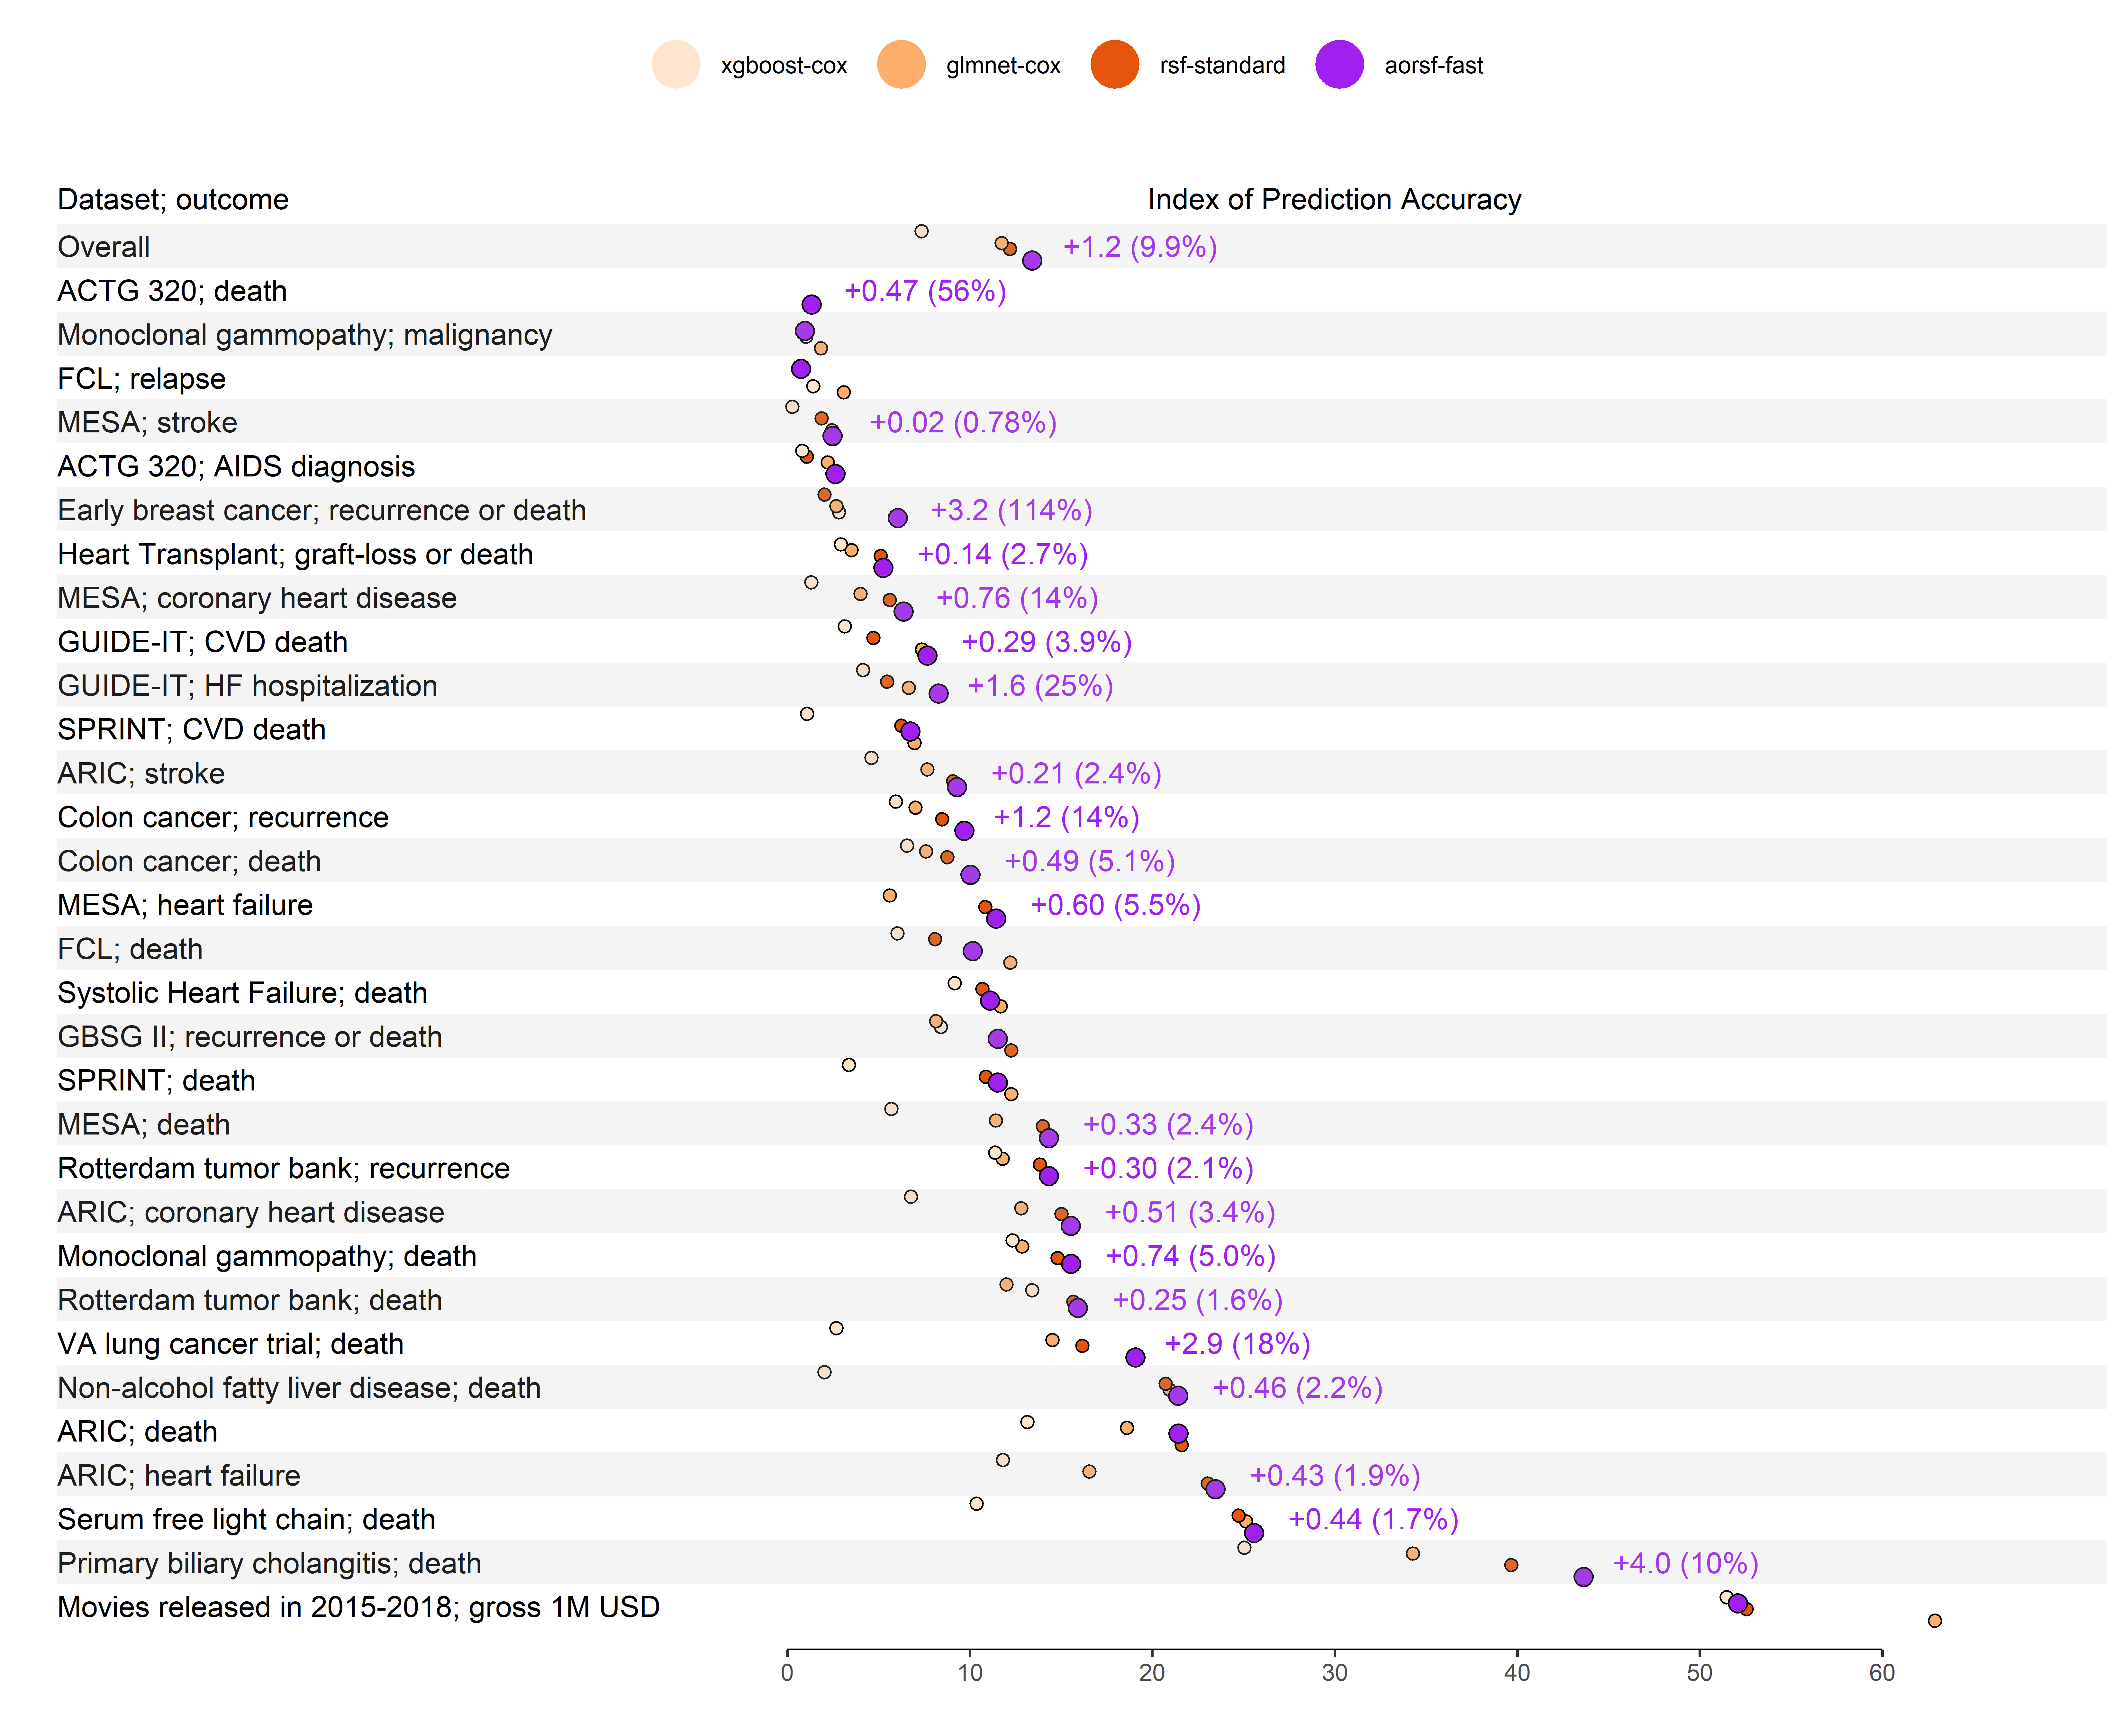 xgboost-cox glmnet-cox rsf-standard aorsf-fast
Dataset; outcome Index of Prediction Accuracy
Overall +1.2 (9.9%)
ACTG 320; death +0.47 (56%)
Monoclonal gammopathy; malignancy
FCL; relapse
MESA; stroke +0.02 (0.78%)
ACTG 320; AIDS diagnosis
Early breast cancer; recurrence or death +3.2 (114%)
Heart Transplant; graft-loss or death +0.14 (2.7%)
MESA; coronary heart disease +0.76 (14%)
GUIDE-IT; CVD death +0.29 (3.9%)
GUIDE-IT; HF hospitalization +1.6 (25%)
SPRINT; CVD death
ARIC; stroke +0.21 (2.4%)
Colon cancer; recurrence +1.2 (14%)
Colon cancer; death +0.49 (5.1%)
MESA; heart failure +0.60 (5.5%)
FCL; death
Systolic Heart Failure; death
GBSG II; recurrence or death
SPRINT; death
MESA; death +0.33 (2.4%)
Rotterdam tumor bank; recurrence +0.30 (2.1%)
ARIC; coronary heart disease +0.51 (3.4%)
Monoclonal gammopathy; death +0.74 (5.0%)
Rotterdam tumor bank; death +0.25 (1.6%)
VA lung cancer trial; death +2.9 (18%)
Non-alcohol fatty liver disease; death +0.46 (2.2%)
ARIC; death
ARIC; heart failure +0.43 (1.9%)
Serum free light chain; death +0.44 (1.7%)
Primary biliary cholangitis; death +4.0 (10%)
Movies released in 2015-2018; gross 1M USD
0 10 20 30 40 50 60